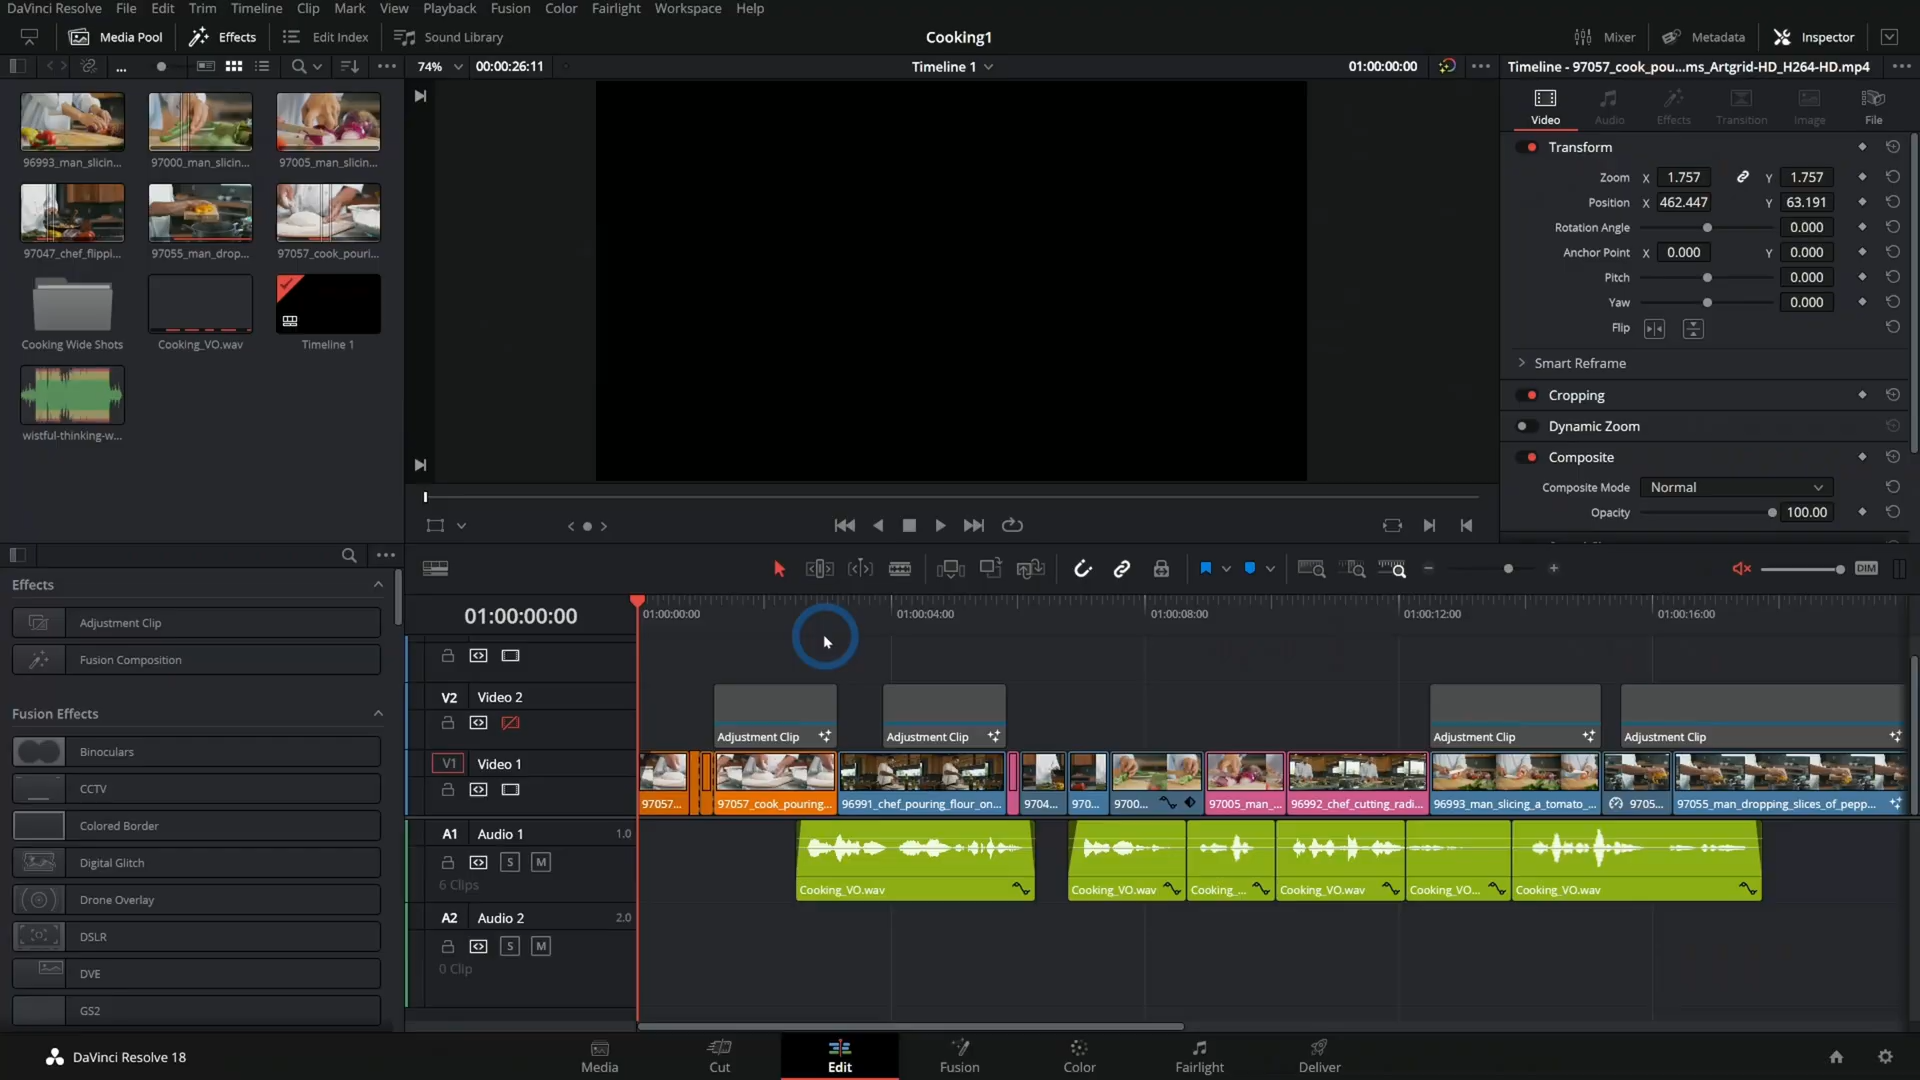 DaVinci Resolve File Edit Trim Timeline Clip Mark View Playback Fusion Color Fairlight Workspace Help
Media Pool Effects Edit Index Sound Library Cooking1 Mixer Metadata Inspector
... 74% 00:00:26:11 Timeline 1 01:00:00:00 Timeline - 97057_cook_pou...ms_Artgrid-HD_H264-HD.mp4
96993_man_slicin... 97000_man_slicin... 97005_man_slicin...
97047_chef_flippi... 97055_man_drop... 97057_cook_pouri...
Cooking Wide Shots Cooking_VO.wav Timeline 1
wistful-thinking-w...
Video Audio Effects Transition Image File
Transform
Zoom X 1.757 Y 1.757
Position X 462.447 Y 63.191
Rotation Angle 0.000
Anchor Point X 0.000 Y 0.000
Pitch 0.000
Yaw 0.000
Flip
Smart Reframe
Cropping
Dynamic Zoom
Composite
Composite Mode Normal
Opacity 100.00
DIM
Effects
Adjustment Clip
Fusion Composition
Fusion Effects
Binoculars
CCTV
Colored Border
Digital Glitch
Drone Overlay
DSLR
DVE
GS2
01:00:00:00 01:00:00:00 01:00:04:00 01:00:08:00 01:00:12:00 01:00:16:00
V2 Video 2
Adjustment Clip Adjustment Clip Adjustment Clip Adjustment Clip
V1 Video 1
97057... 97057_cook_pouring... 96991_chef_pouring_flour_on... 9704... 970... 9700... 97005_man_... 96992_chef_cutting_radi... 96993_man_slicing_a_tomato_... 9705... 97055_man_dropping_slices_of_pepp...
A1 Audio 1 1.0
S M
6 Clips
Cooking_VO.wav Cooking_VO.wav Cooking_... Cooking_VO.wav Cooking_VO... Cooking_VO.wav
A2 Audio 2 2.0
S M
0 Clip
DaVinci Resolve 18 Media Cut Edit Fusion Color Fairlight Deliver